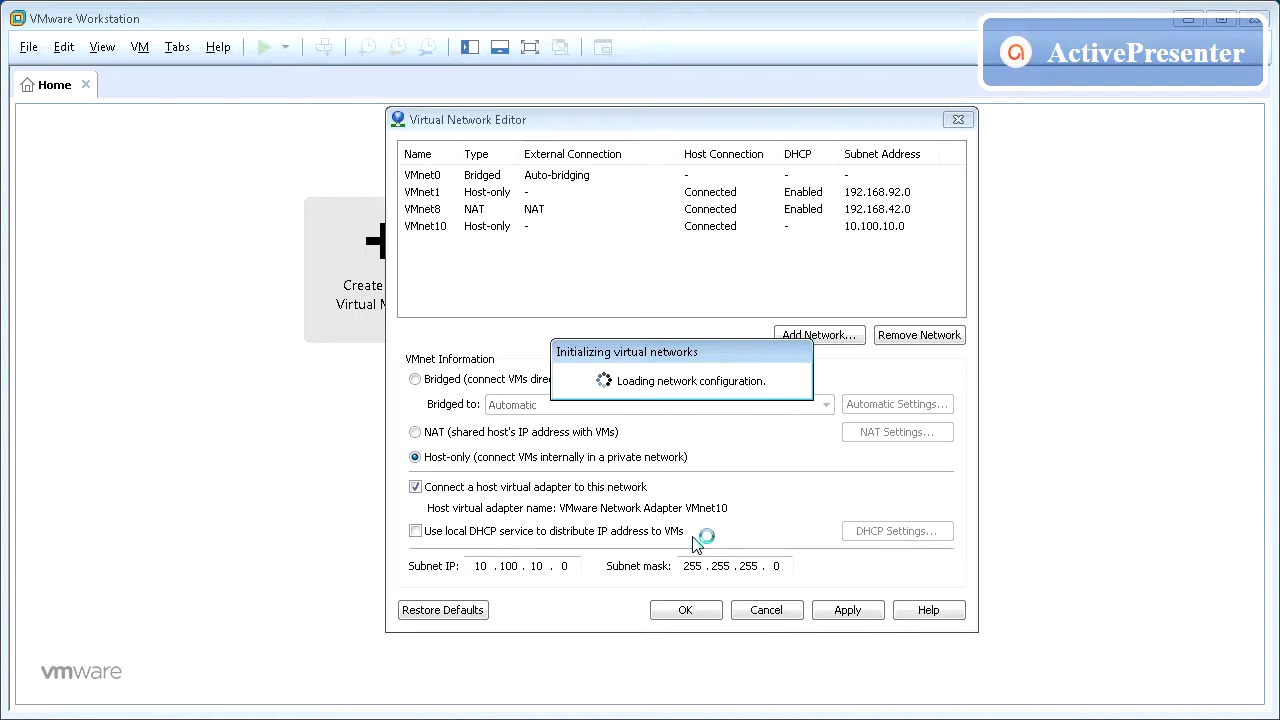 VMware Workstation
File Edit View VM Tabs Help
ActivePresenter
Home
Virtual Network Editor
Name Type External Connection Host Connection DHCP Subnet Address
VMnet0 Bridged Auto-bridging - - -
VMnet1 Host-only - Connected Enabled 192.168.92.0
VMnet8 NAT NAT Connected Enabled 192.168.42.0
VMnet10 Host-only - Connected - 10.100.10.0
Create
Virtual M
Add Network... Remove Network
Initializing virtual networks
Loading network configuration.
VMnet Information
Bridged (connect VMs dire
Bridged to: Automatic Automatic Settings...
NAT (shared host's IP address with VMs) NAT Settings...
Host-only (connect VMs internally in a private network)
Connect a host virtual adapter to this network
Host virtual adapter name: VMware Network Adapter VMnet10
Use local DHCP service to distribute IP address to VMs DHCP Settings...
Subnet IP: 10 . 100 . 10 . 0 Subnet mask: 255 . 255 . 255 . 0
Restore Defaults OK Cancel Apply Help
vmware